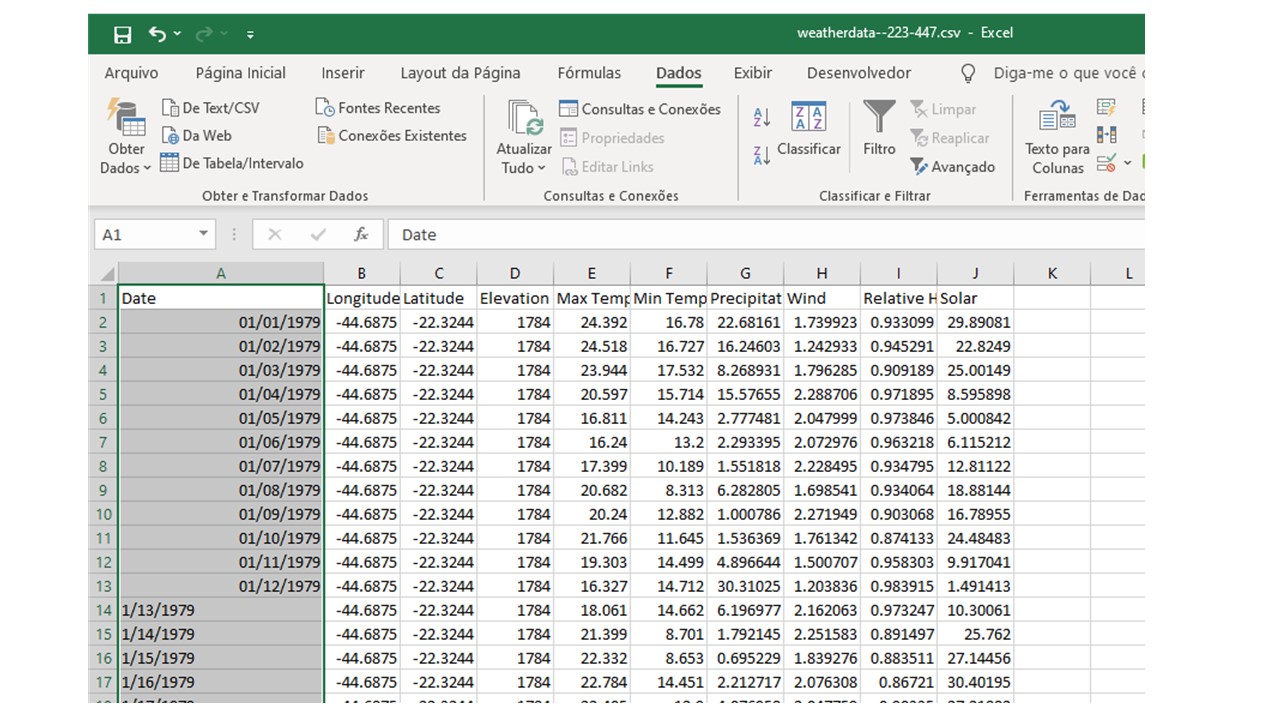 weatherdata--223-447.csv - Excel
Arquivo Página Inicial Inserir Layout da Página Fórmulas Dados Exibir Desenvolvedor Diga-me o que você
Obter Dados
De Text/CSV
Da Web
De Tabela/Intervalo
Fontes Recentes
Conexões Existentes
Obter e Transformar Dados
Atualizar Tudo
Consultas e Conexões
Propriedades
Editar Links
Consultas e Conexões
Classificar
Filtro
Limpar
Reaplicar
Avançado
Classificar e Filtrar
Texto para Colunas
Ferramentas de Dad
A1 fx Date
A B C D E F G H I J K L
1 Date Longitude Latitude Elevation Max Temp Min Temp Precipitat Wind Relative H Solar
2 01/01/1979 -44.6875 -22.3244 1784 24.392 16.78 22.68161 1.739923 0.933099 29.89081
3 01/02/1979 -44.6875 -22.3244 1784 24.518 16.727 16.24603 1.242933 0.945291 22.8249
4 01/03/1979 -44.6875 -22.3244 1784 23.944 17.532 8.268931 1.796285 0.909189 25.00149
5 01/04/1979 -44.6875 -22.3244 1784 20.597 15.714 15.57655 2.288706 0.971895 8.595898
6 01/05/1979 -44.6875 -22.3244 1784 16.811 14.243 2.777481 2.047999 0.973846 5.000842
7 01/06/1979 -44.6875 -22.3244 1784 16.24 13.2 2.293395 2.072976 0.963218 6.115212
8 01/07/1979 -44.6875 -22.3244 1784 17.399 10.189 1.551818 2.228495 0.934795 12.81122
9 01/08/1979 -44.6875 -22.3244 1784 20.682 8.313 6.282805 1.698541 0.934064 18.88144
10 01/09/1979 -44.6875 -22.3244 1784 20.24 12.882 1.000786 2.271949 0.903068 16.78955
11 01/10/1979 -44.6875 -22.3244 1784 21.766 11.645 1.536369 1.761342 0.874133 24.48483
12 01/11/1979 -44.6875 -22.3244 1784 19.303 14.499 4.896644 1.500707 0.958303 9.917041
13 01/12/1979 -44.6875 -22.3244 1784 16.327 14.712 30.31025 1.203836 0.983915 1.491413
14 1/13/1979 -44.6875 -22.3244 1784 18.061 14.662 6.196977 2.162063 0.973247 10.30061
15 1/14/1979 -44.6875 -22.3244 1784 21.399 8.701 1.792145 2.251583 0.891497 25.762
16 1/15/1979 -44.6875 -22.3244 1784 22.332 8.653 0.695229 1.839276 0.883511 27.14456
17 1/16/1979 -44.6875 -22.3244 1784 22.784 14.451 2.212717 2.076308 0.86721 30.40195